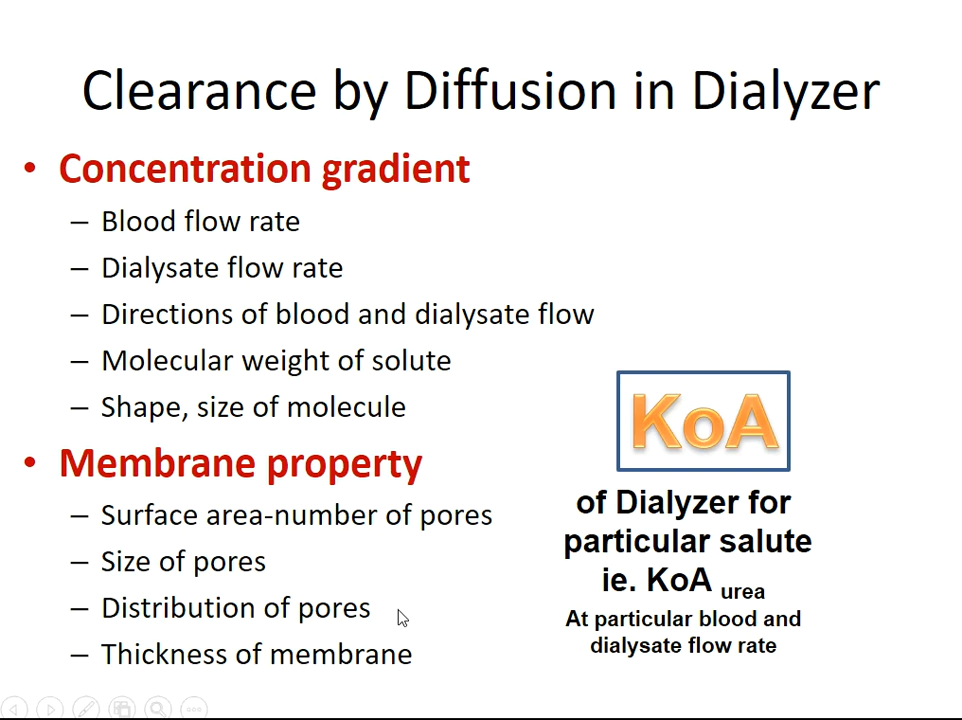 Clearance by Diffusion in Dialyzer
• Concentration gradient
– Blood flow rate
– Dialysate flow rate
– Directions of blood and dialysate flow
– Molecular weight of solute
– Shape, size of molecule
• Membrane property
– Surface area-number of pores
– Size of pores
– Distribution of pores
– Thickness of membrane
KoA
of Dialyzer for
particular salute
ie. KoA urea
At particular blood and
dialysate flow rate